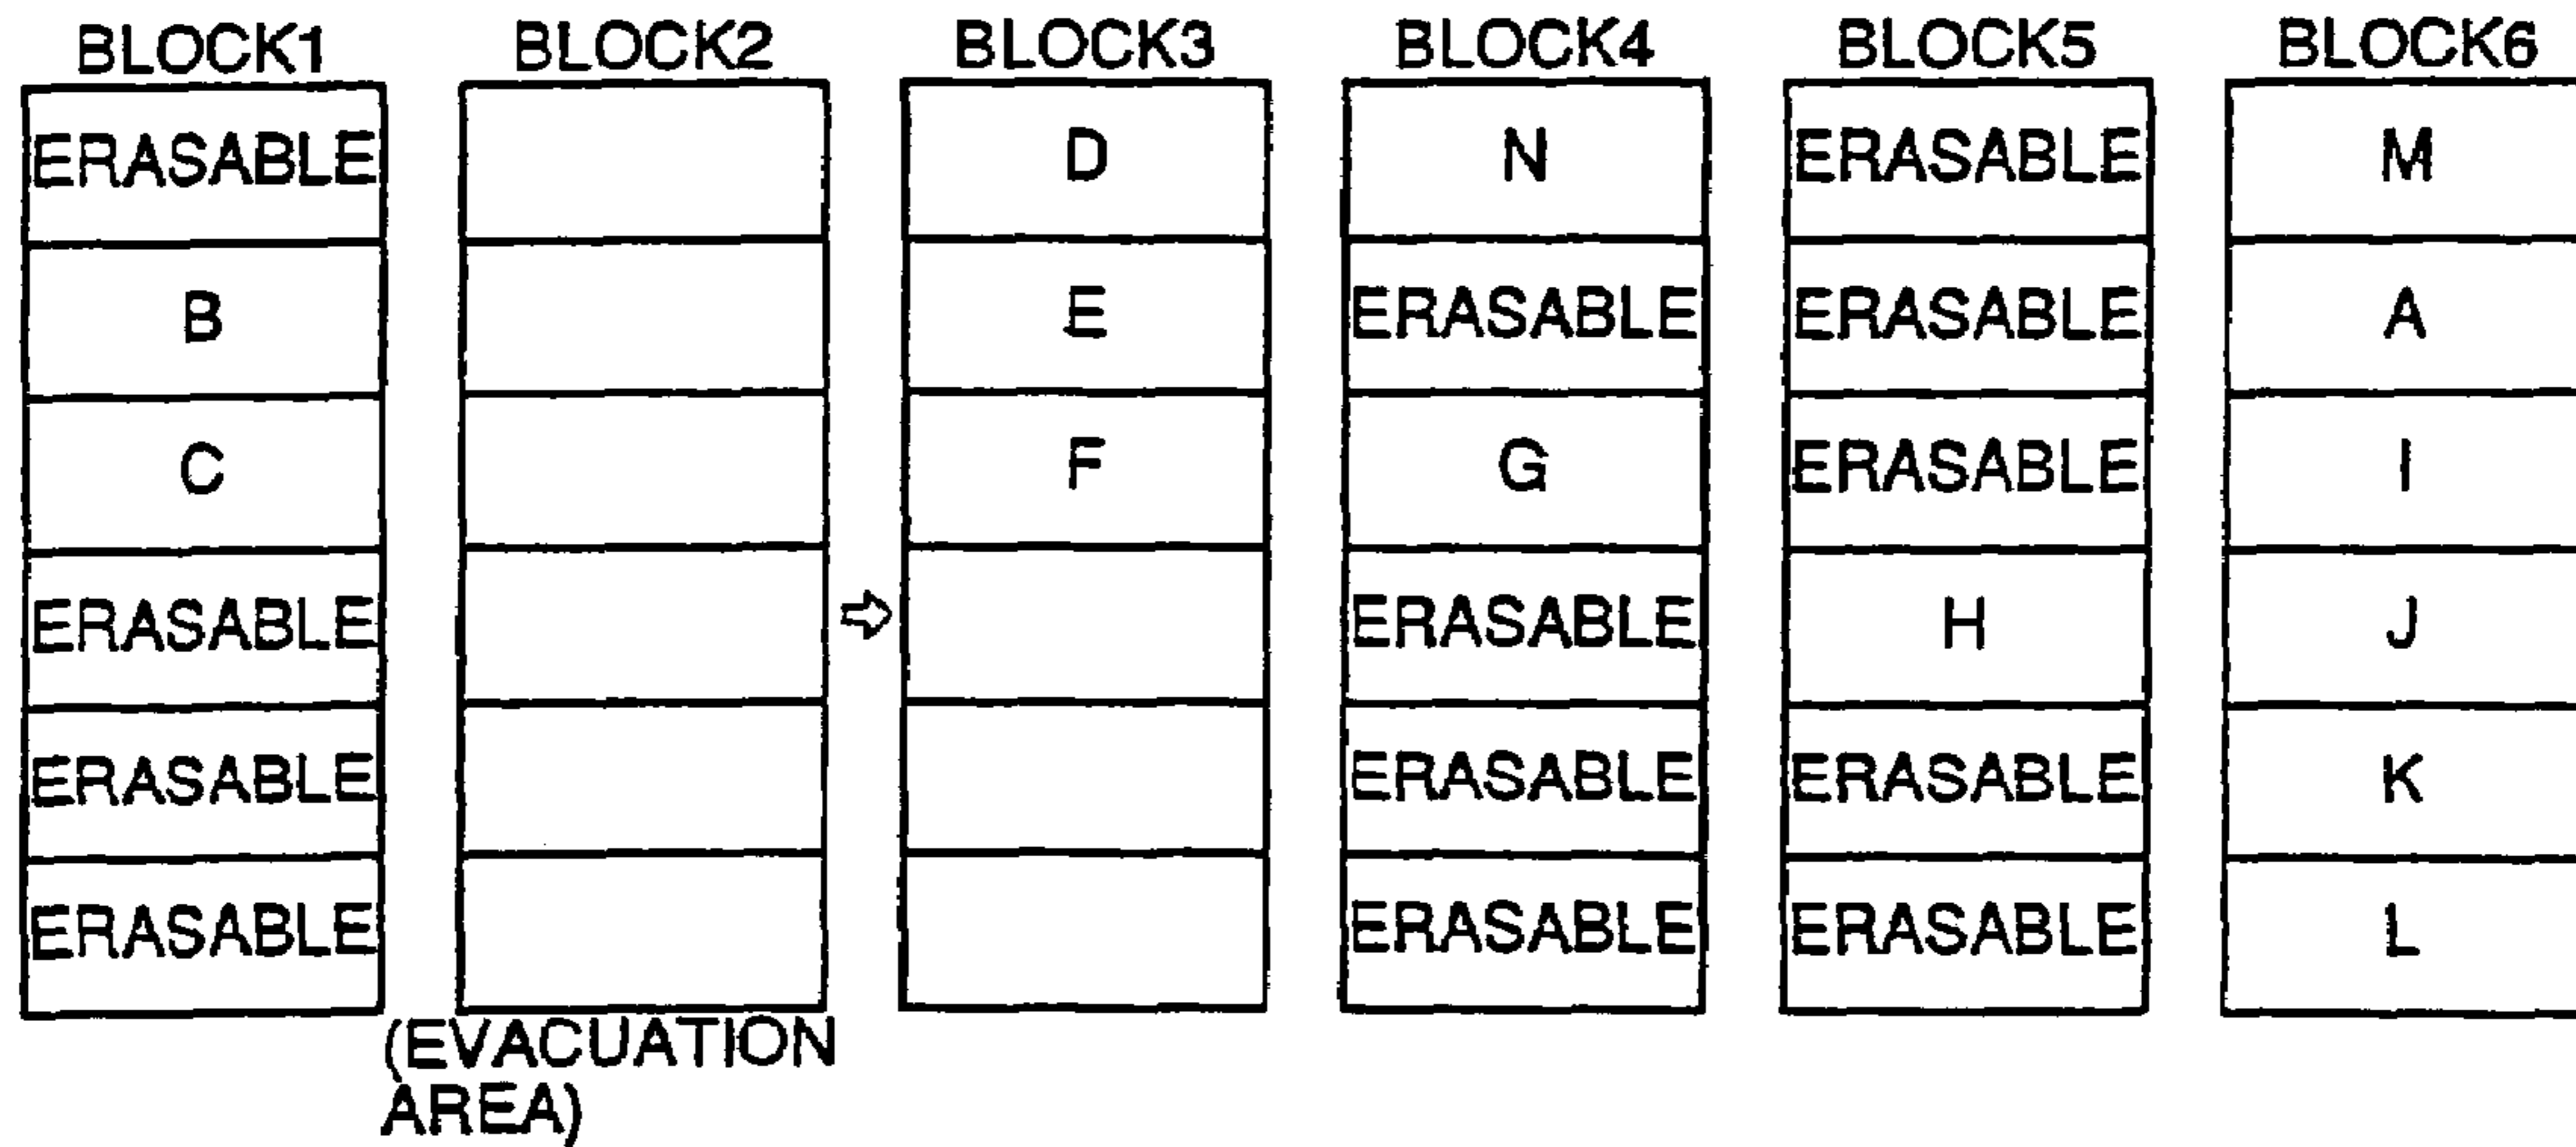 BLOCK1 BLOCK2 BLOCK3 BLOCK4 BLOCK5 BLOCK6
ERASABLE D N ERASABLE M
B E ERASABLE ERASABLE A
C F G ERASABLE I
ERASABLE ERASABLE H J
ERASABLE ERASABLE ERASABLE K
ERASABLE ERASABLE ERASABLE L
(EVACUATION
AREA)